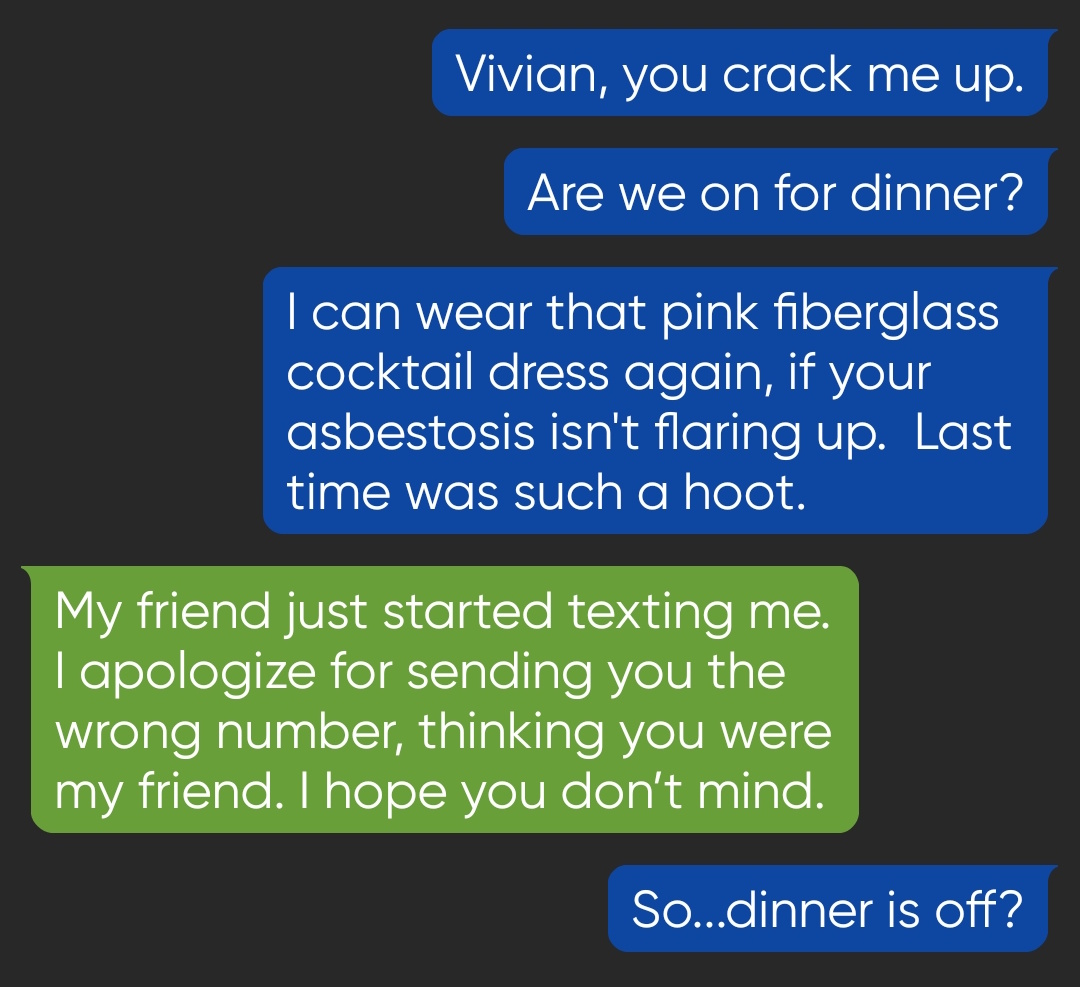 Vivian, you crack me up.
Are we on for dinner?
I can wear that pink fiberglass
cocktail dress again, if your
asbestosis isn't flaring up.  Last
time was such a hoot.
My friend just started texting me.
I apologize for sending you the
wrong number, thinking you were
my friend. I hope you don’t mind.
So...dinner is off?